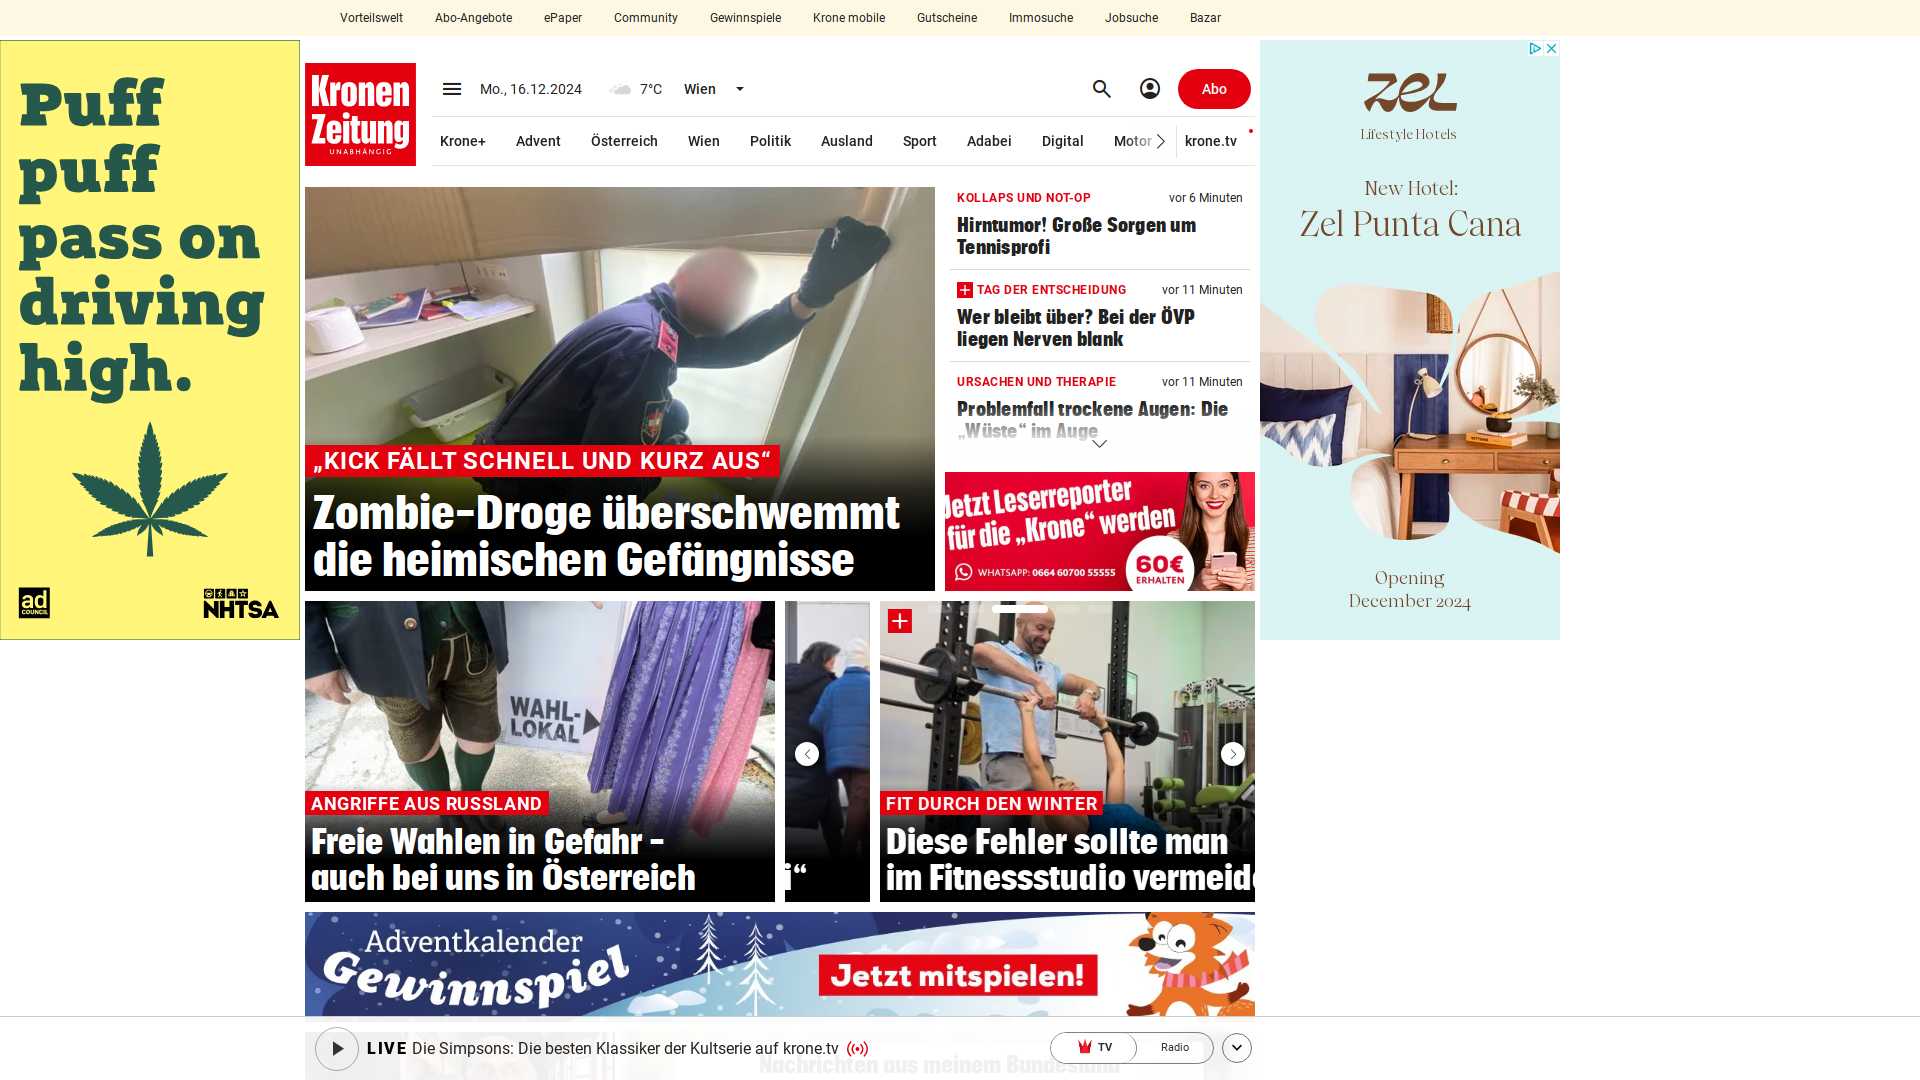 Vorteilswelt Abo-Angebote ePaper Community Gewinnspiele Krone mobile Gutscheine Immosuche Jobsuche Bazar
Puff
puff
pass on
driving
high.
ad
COUNCIL
NHTSA
Kronen
Zeitung
UNABHÄNGIG
Mo., 16.12.2024 7°C Wien
Abo
Krone+ Advent Österreich Wien Politik Ausland Sport Adabei Digital Motor krone.tv
„KICK FÄLLT SCHNELL UND KURZ AUS“
Zombie-Droge überschwemmt
die heimischen Gefängnisse
KOLLAPS UND NOT-OP vor 6 Minuten
Hirntumor! Große Sorgen um
Tennisprofi
TAG DER ENTSCHEIDUNG vor 11 Minuten
Wer bleibt über? Bei der ÖVP
liegen Nerven blank
URSACHEN UND THERAPIE vor 11 Minuten
Problemfall trockene Augen: Die
„Wüste“ im Auge
Jetzt Leserreporter
für die „Krone“ werden
WHATSAPP: 0664 60700 55555
60€
ERHALTEN
WAHL-
LOKAL
ANGRIFFE AUS RUSSLAND
Freie Wahlen in Gefahr –
auch bei uns in Österreich
i“
FIT DURCH DEN WINTER
Diese Fehler sollte man
im Fitnessstudio vermeide
Adventkalender
Gewinnspiel
Jetzt mitspielen!
LIVE Die Simpsons: Die besten Klassiker der Kultserie auf krone.tv
TV Radio
Nachrichten aus meinem Bundesland
zel
Lifestyle Hotels
New Hotel:
Zel Punta Cana
Opening
December 2024